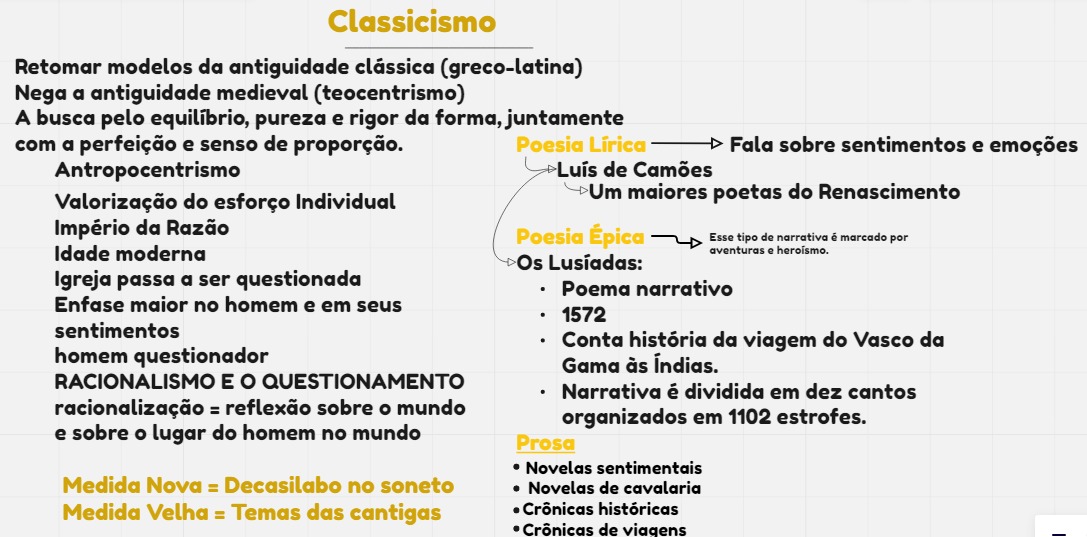 Classicismo
Retomar modelos da antiguidade clássica (greco-latina)
Nega a antiguidade medieval (teocentrismo)
A busca pelo equilíbrio, pureza e rigor da forma, juntamente
com a perfeição e senso de proporção.
Antropocentrismo
Valorização do esforço Individual
Império da Razão
Idade moderna
Igreja passa a ser questionada
Enfase maior no homem e em seus
sentimentos
homem questionador
RACIONALISMO E O QUESTIONAMENTO
racionalização = reflexão sobre o mundo
e sobre o lugar do homem no mundo
Medida Nova = Decasilabo no soneto
Medida Velha = Temas das cantigas
Poesia Lírica
Fala sobre sentimentos e emoções
Luís de Camões
Um maiores poetas do Renascimento
Poesia Épica
Esse tipo de narrativa é marcado por
aventuras e heroísmo.
Os Lusíadas:
• Poema narrativo
• 1572
• Conta história da viagem do Vasco da
Gama às Índias.
• Narrativa é dividida em dez cantos
organizados em 1102 estrofes.
Prosa
• Novelas sentimentais
• Novelas de cavalaria
• Crônicas históricas
• Crônicas de viagens